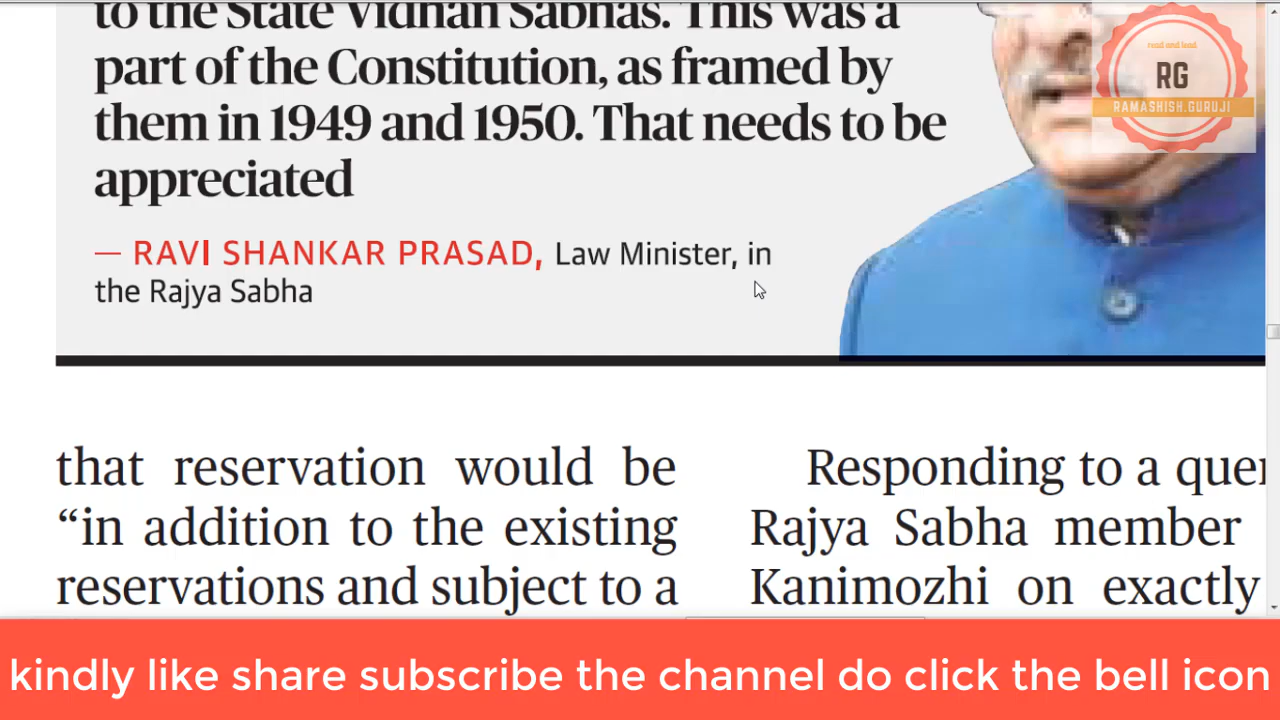 to the State Vidhan Sabhas. This was a
part of the Constitution, as framed by
them in 1949 and 1950. That needs to be
appreciated
— RAVI SHANKAR PRASAD, Law Minister, in
the Rajya Sabha
read and lead
RG
RAMASHISH.GURUJI
that reservation would be
“in addition to the existing
reservations and subject to a
Responding to a
Rajya Sabha member
Kanimozhi on exactly
kindly like share subscribe the channel do click the bell icon